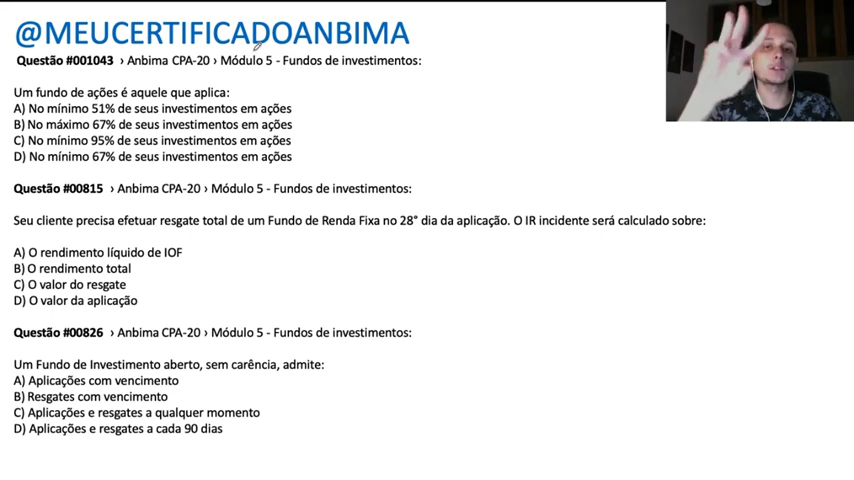 @MEUCERTIFICADOANBIMA
Questão #001043 › Anbima CPA-20 › Módulo 5 - Fundos de investimentos:
Um fundo de ações é aquele que aplica:
A) No mínimo 51% de seus investimentos em ações
B) No máximo 67% de seus investimentos em ações
C) No mínimo 95% de seus investimentos em ações
D) No mínimo 67% de seus investimentos em ações
Questão #00815 › Anbima CPA-20 › Módulo 5 - Fundos de investimentos:
Seu cliente precisa efetuar resgate total de um Fundo de Renda Fixa no 28° dia da aplicação. O IR incidente será calculado sobre:
A) O rendimento líquido de IOF
B) O rendimento total
C) O valor do resgate
D) O valor da aplicação
Questão #00826 › Anbima CPA-20 › Módulo 5 - Fundos de investimentos:
Um Fundo de Investimento aberto, sem carência, admite:
A) Aplicações com vencimento
B) Resgates com vencimento
C) Aplicações e resgates a qualquer momento
D) Aplicações e resgates a cada 90 dias